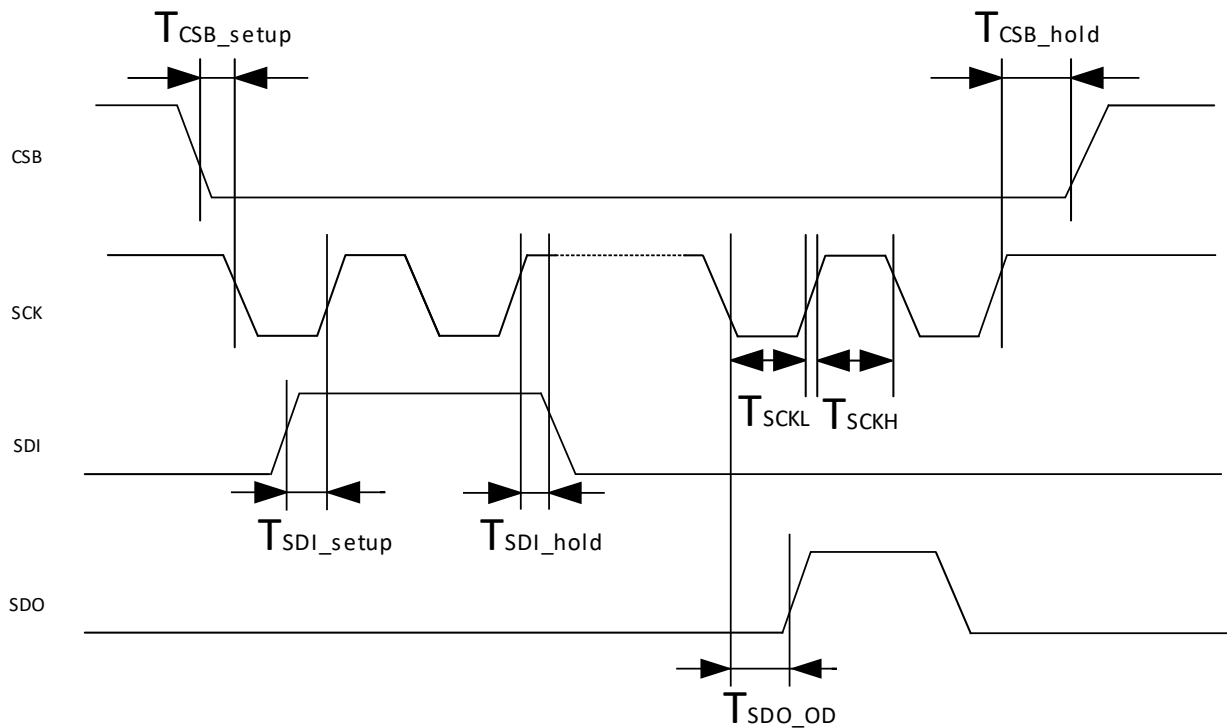 TCSB_setup
TCSB_hold
CSB
SCK
TSCKL
TSCKH
SDI
TSDI_setup
TSDI_hold
SDO
TSDO_OD